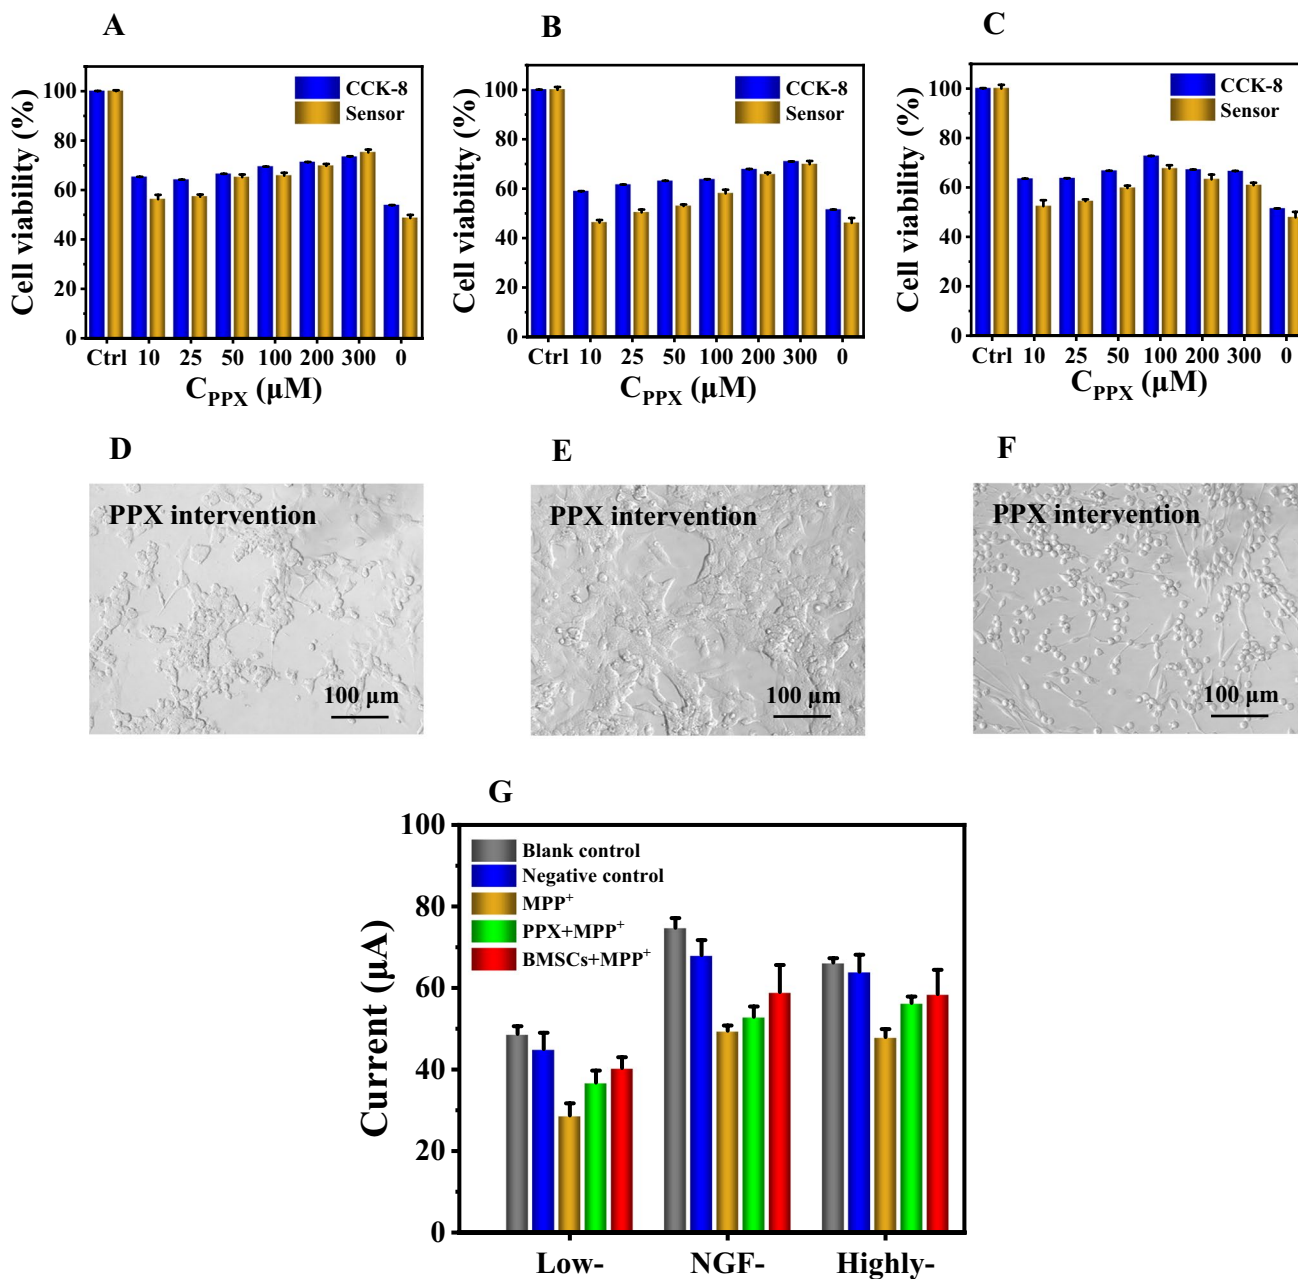 A
Cell viability (%)
100
80
60
40
20
0
CCK-8
Sensor
Ctrl 10 25 50 100 200 300 0
C_PPX (μM)
B
Cell viability (%)
100
80
60
40
20
0
CCK-8
Sensor
Ctrl 10 25 50 100 200 300 0
C_PPX (μM)
C
Cell viability (%)
100
80
60
40
20
0
CCK-8
Sensor
Ctrl 10 25 50 100 200 300 0
C_PPX (μM)
D
PPX intervention
100 μm
E
PPX intervention
100 μm
F
PPX intervention
100 μm
G
Current (μA)
100
80
60
40
20
0
Blank control
Negative control
MPP⁺
PPX+MPP⁺
BMSCs+MPP⁺
Low- NGF- Highly-